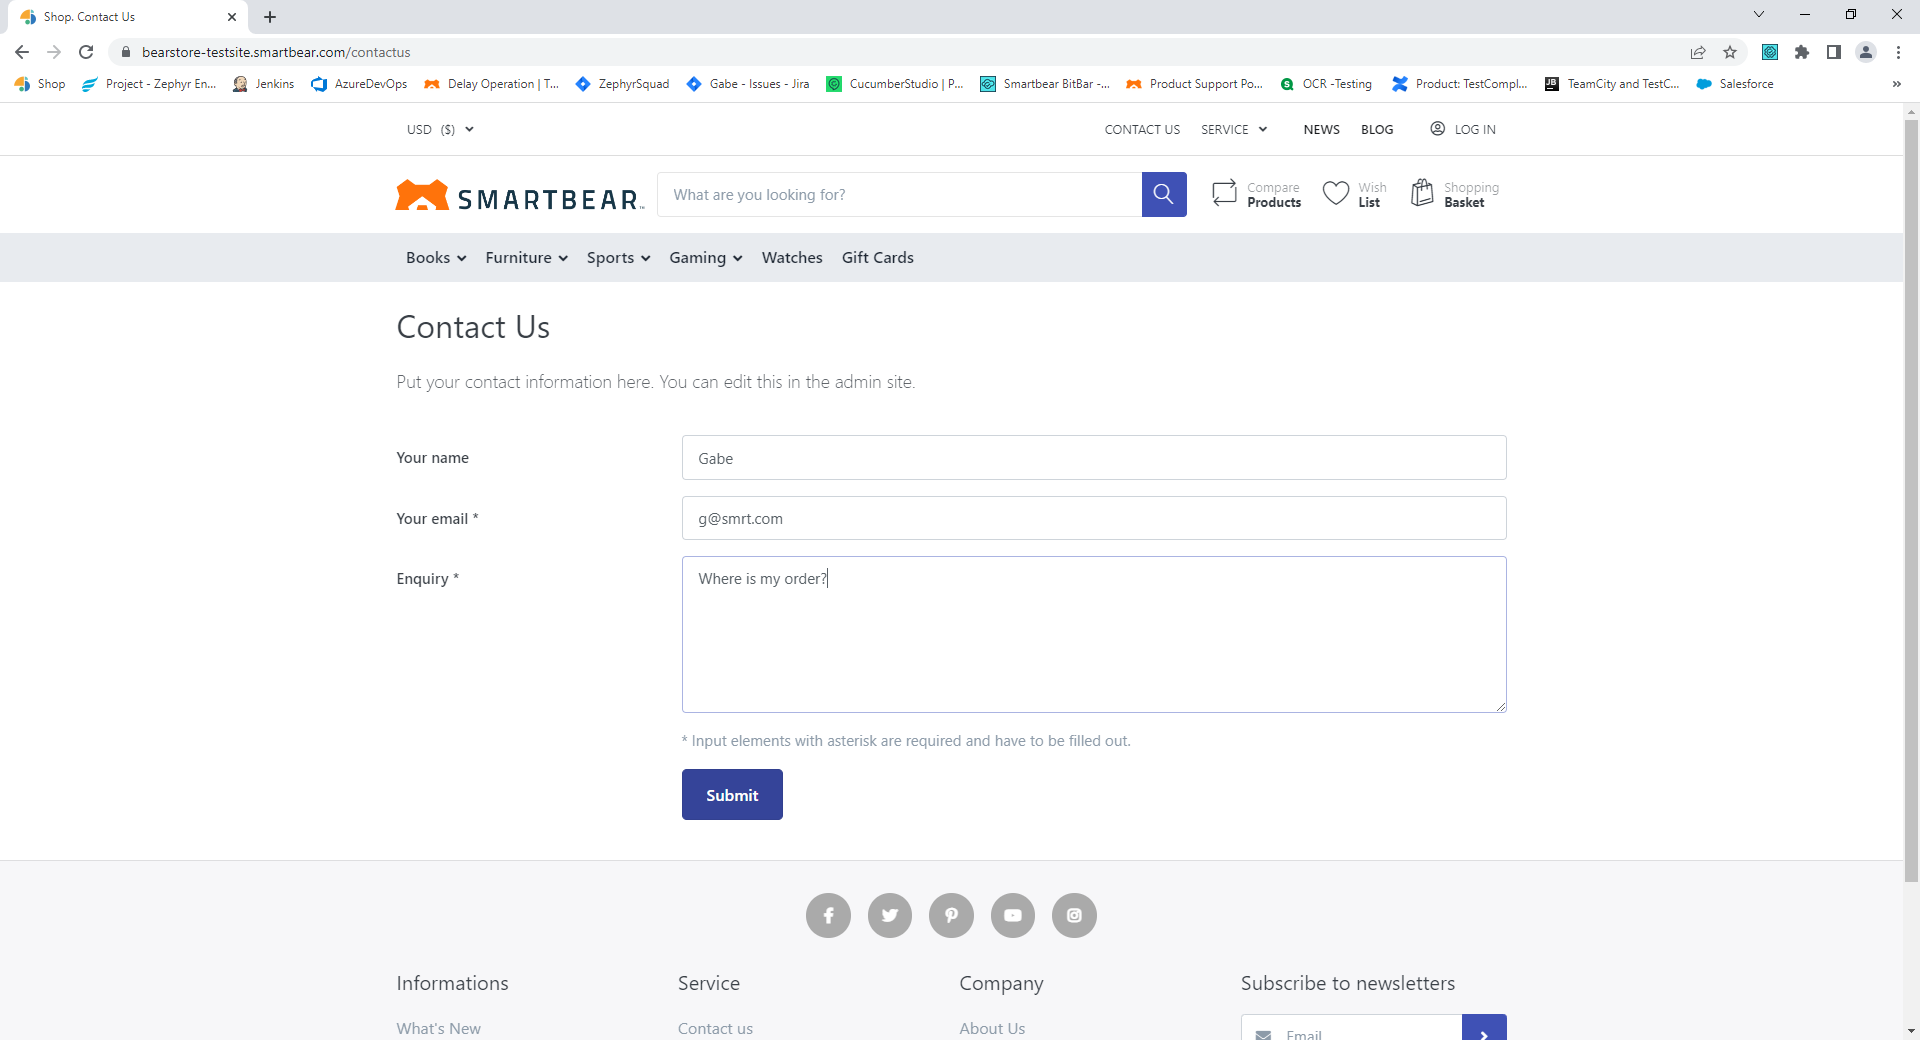 Shop. Contact Us
bearstore-testsite.smartbear.com/contactus
Shop Project - Zephyr En... Jenkins AzureDevOps Delay Operation | T... ZephyrSquad Gabe - Issues - Jira CucumberStudio | P... Smartbear BitBar -... Product Support Po... OCR -Testing Product: TestCompl... TeamCity and TestC... Salesforce »
USD ($) CONTACT US SERVICE NEWS BLOG LOG IN
SMARTBEAR™ What are you looking for? Compare Products Wish List Shopping Basket
Books Furniture Sports Gaming Watches Gift Cards
Contact Us
Put your contact information here. You can edit this in the admin site.
Your name Gabe
Your email * g@smrt.com
Enquiry * Where is my order?
* Input elements with asterisk are required and have to be filled out.
Submit
Informations Service Company Subscribe to newsletters
What's New Contact us About Us Email